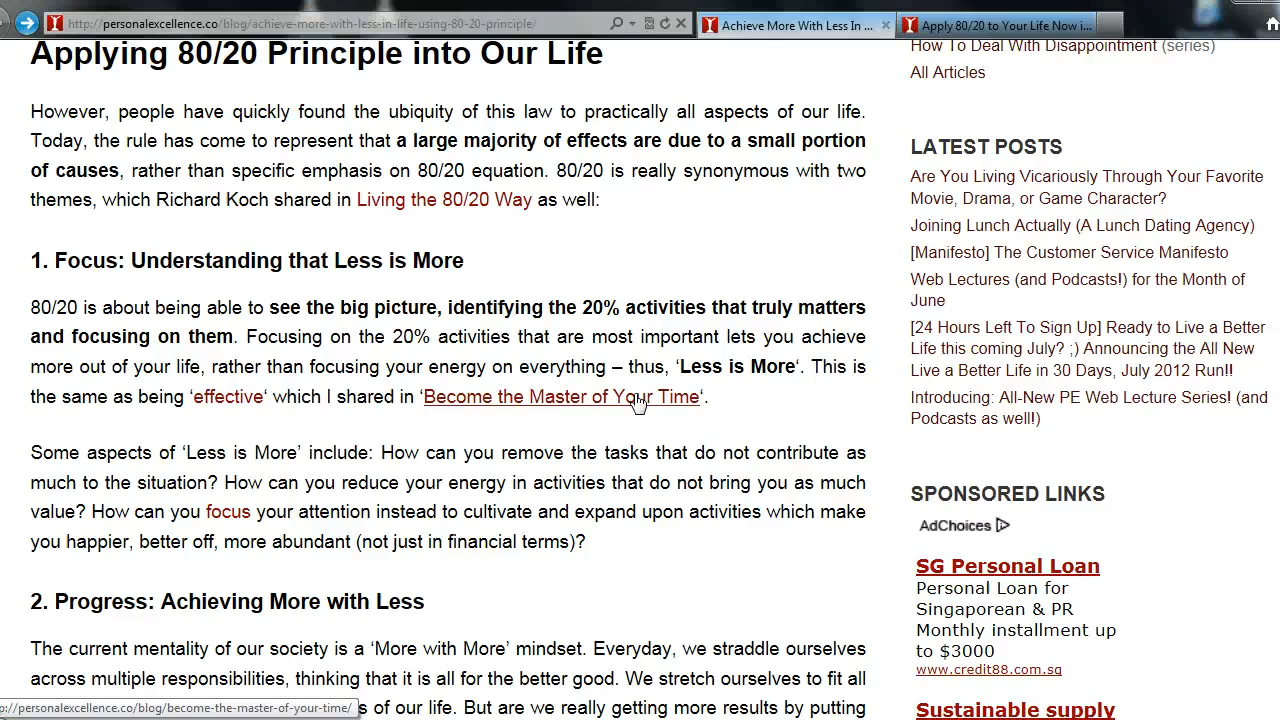 http://personalexcellence.co/blog/achieve-more-with-less-in-life-using-80-20-principle/
Achieve More With Less In ...
Apply 80/20 to Your Life Now i...
Applying 80/20 Principle into Our Life
However, people have quickly found the ubiquity of this law to practically all aspects of our life.
Today, the rule has come to represent that a large majority of effects are due to a small portion
of causes, rather than specific emphasis on 80/20 equation. 80/20 is really synonymous with two
themes, which Richard Koch shared in Living the 80/20 Way as well:
1. Focus: Understanding that Less is More
80/20 is about being able to see the big picture, identifying the 20% activities that truly matters
and focusing on them. Focusing on the 20% activities that are most important lets you achieve
more out of your life, rather than focusing your energy on everything – thus, ‘Less is More‘. This is
the same as being ‘effective‘ which I shared in ‘Become the Master of Your Time‘.
Some aspects of ‘Less is More’ include: How can you remove the tasks that do not contribute as
much to the situation? How can you reduce your energy in activities that do not bring you as much
value? How can you focus your attention instead to cultivate and expand upon activities which make
you happier, better off, more abundant (not just in financial terms)?
2. Progress: Achieving More with Less
The current mentality of our society is a ‘More with More’ mindset. Everyday, we straddle ourselves
across multiple responsibilities, thinking that it is all for the better good. We stretch ourselves to fit all
s of our life. But are we really getting more results by putting
p://personalexcellence.co/blog/become-the-master-of-your-time/
How To Deal With Disappointment (series)
All Articles
LATEST POSTS
Are You Living Vicariously Through Your Favorite
Movie, Drama, or Game Character?
Joining Lunch Actually (A Lunch Dating Agency)
[Manifesto] The Customer Service Manifesto
Web Lectures (and Podcasts!) for the Month of
June
[24 Hours Left To Sign Up] Ready to Live a Better
Life this coming July? ;) Announcing the All New
Live a Better Life in 30 Days, July 2012 Run!!
Introducing: All-New PE Web Lecture Series! (and
Podcasts as well!)
SPONSORED LINKS
AdChoices
SG Personal Loan
Personal Loan for
Singaporean & PR
Monthly installment up
to $3000
www.credit88.com.sg
Sustainable supply